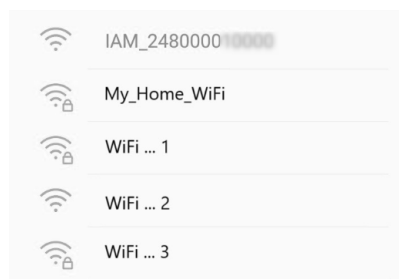 IAM_2480000
My_Home_WiFi
WiFi ... 1
WiFi ... 2
WiFi ... 3